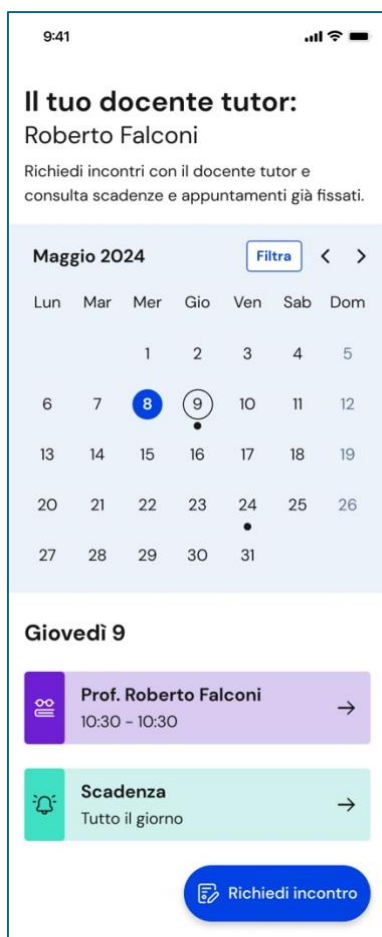 9:41
Il tuo docente tutor:
Roberto Falconi
Richiedi incontri con il docente tutor e
consulta scadenze e appuntamenti già fissati.
Maggio 2024 Filtra
Lun Mar Mer Gio Ven Sab Dom
1 2 3 4 5
6 7 8 9 10 11 12
13 14 15 16 17 18 19
20 21 22 23 24 25 26
27 28 29 30 31
Giovedì 9
Prof. Roberto Falconi
10:30 – 10:30
Scadenza
Tutto il giorno
Richiedi incontro